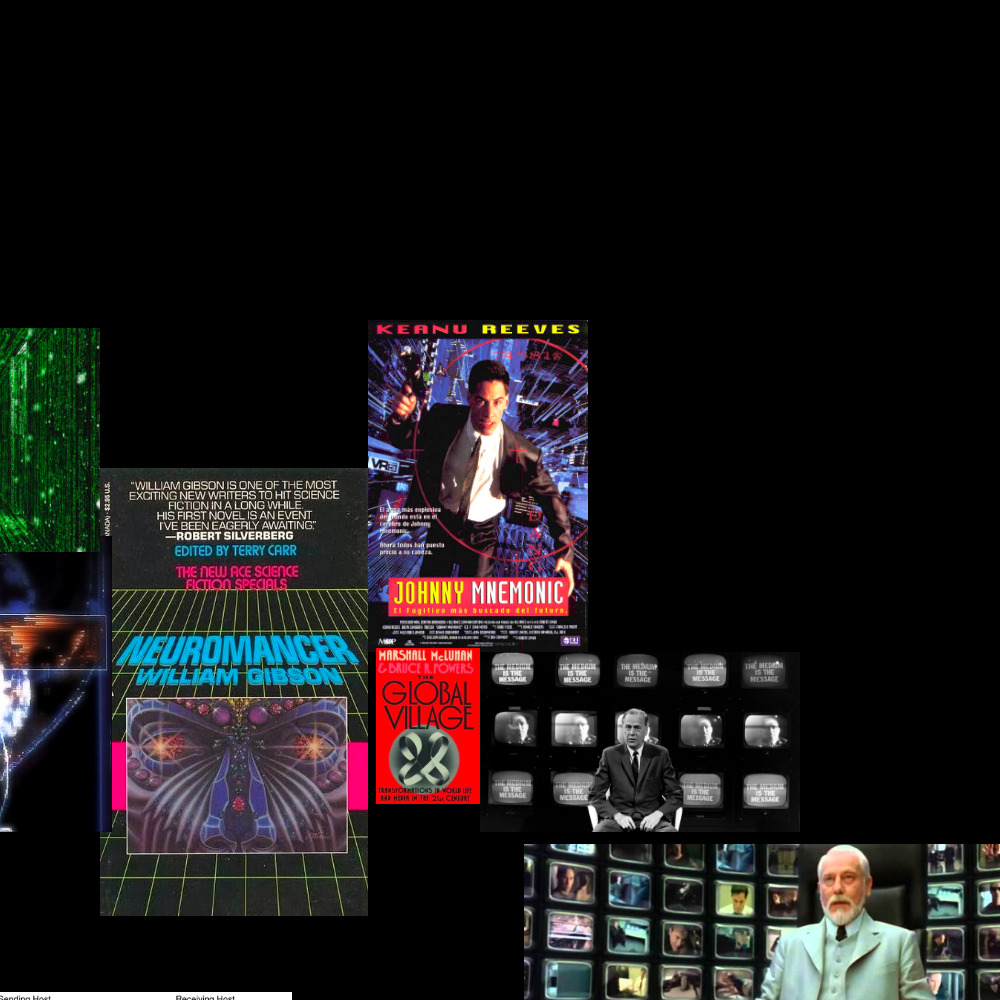 KEANU REEVES
El arma más explosiva
del mundo está en el
cerebro de Johnny
Mnemonic.
Ahora todos han puesto
precio a su cabeza.
JOHNNY MNEMONIC
El Fugitivo más buscado del futuro.
"WILLIAM GIBSON IS ONE OF THE MOST
EXCITING NEW WRITERS TO HIT SCIENCE
FICTION IN A LONG WHILE.
HIS FIRST NOVEL IS AN EVENT
I'VE BEEN EAGERLY AWAITING."
—ROBERT SILVERBERG
EDITED BY TERRY CARR
THE NEW ACE SCIENCE
FICTION SPECIALS
NEUROMANCER
WILLIAM GIBSON
$2.95 U.S.
MARSHALL McLUHAN
& BRUCE R. POWERS
THE
GLOBAL
VILLAGE
TRANSFORMATIONS IN WORLD LIFE
AND MEDIA IN THE 21st CENTURY
THE MEDIUM
IS THE
MESSAGE
THE MEDIUM
IS THE
MESSAGE
THE MEDIUM
IS THE
MESSAGE
THE MEDIUM
IS THE
MESSAGE
THE MEDIUM
IS THE
MESSAGE
THE MEDIUM
IS THE
MESSAGE
THE MEDIUM
IS THE
MESSAGE
THE MEDIUM
IS THE
MESSAGE
THE MEDIUM
IS THE
MESSAGE
Sending Host
Receiving Host